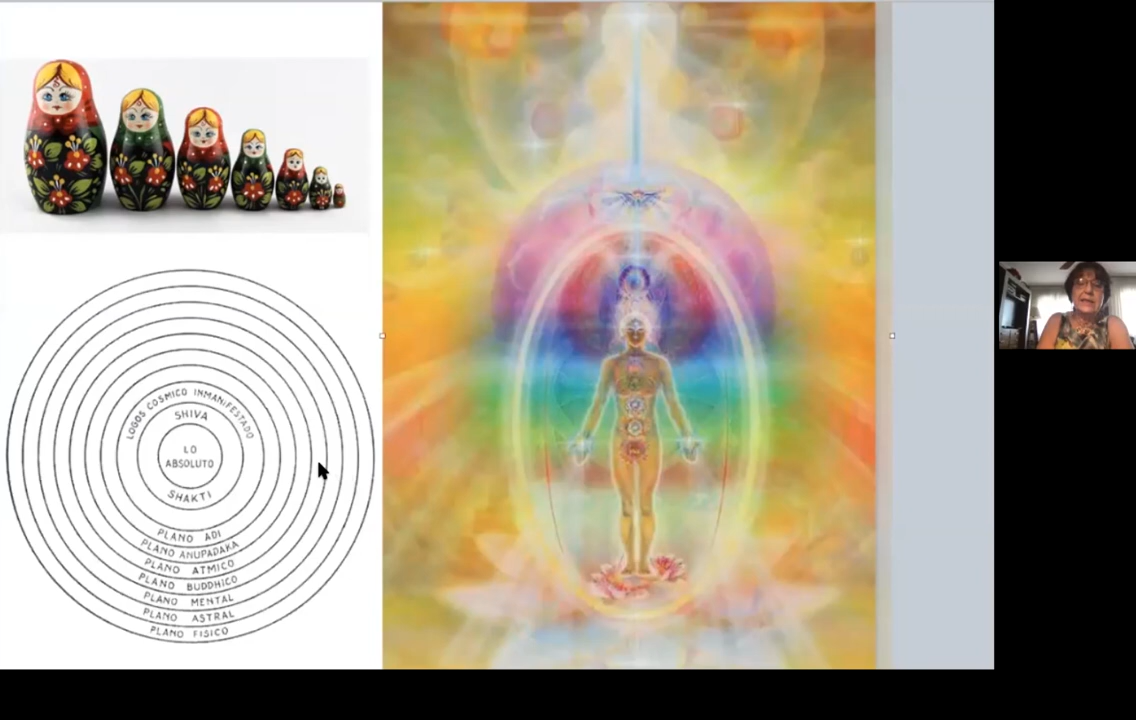 LOGOS COSMICO INMANIFESTADO
SHIVA
LO
ABSOLUTO
SHAKTI
PLANO ADI
PLANO ANUPADAKA
PLANO ATMICO
PLANO BUDDHICO
PLANO MENTAL
PLANO ASTRAL
PLANO FISICO